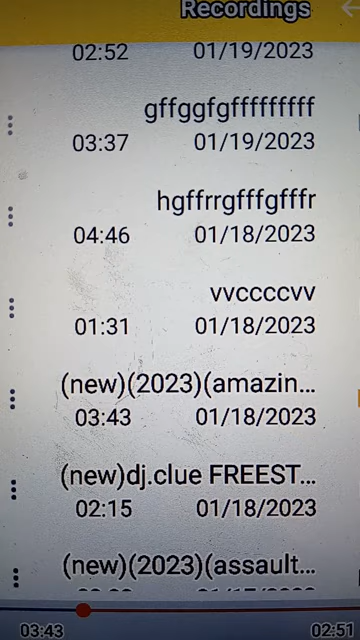 Recordings
02:52 01/19/2023
gffggfgfffffffff
03:37 01/19/2023
hgffrrgfffgfffr
04:46 01/18/2023
vvccccvv
01:31 01/18/2023
(new)(2023)(amazin...
03:43 01/18/2023
(new)dj.clue FREEST...
02:15 01/18/2023
(new)(2023)(assault...
03:43 02:51